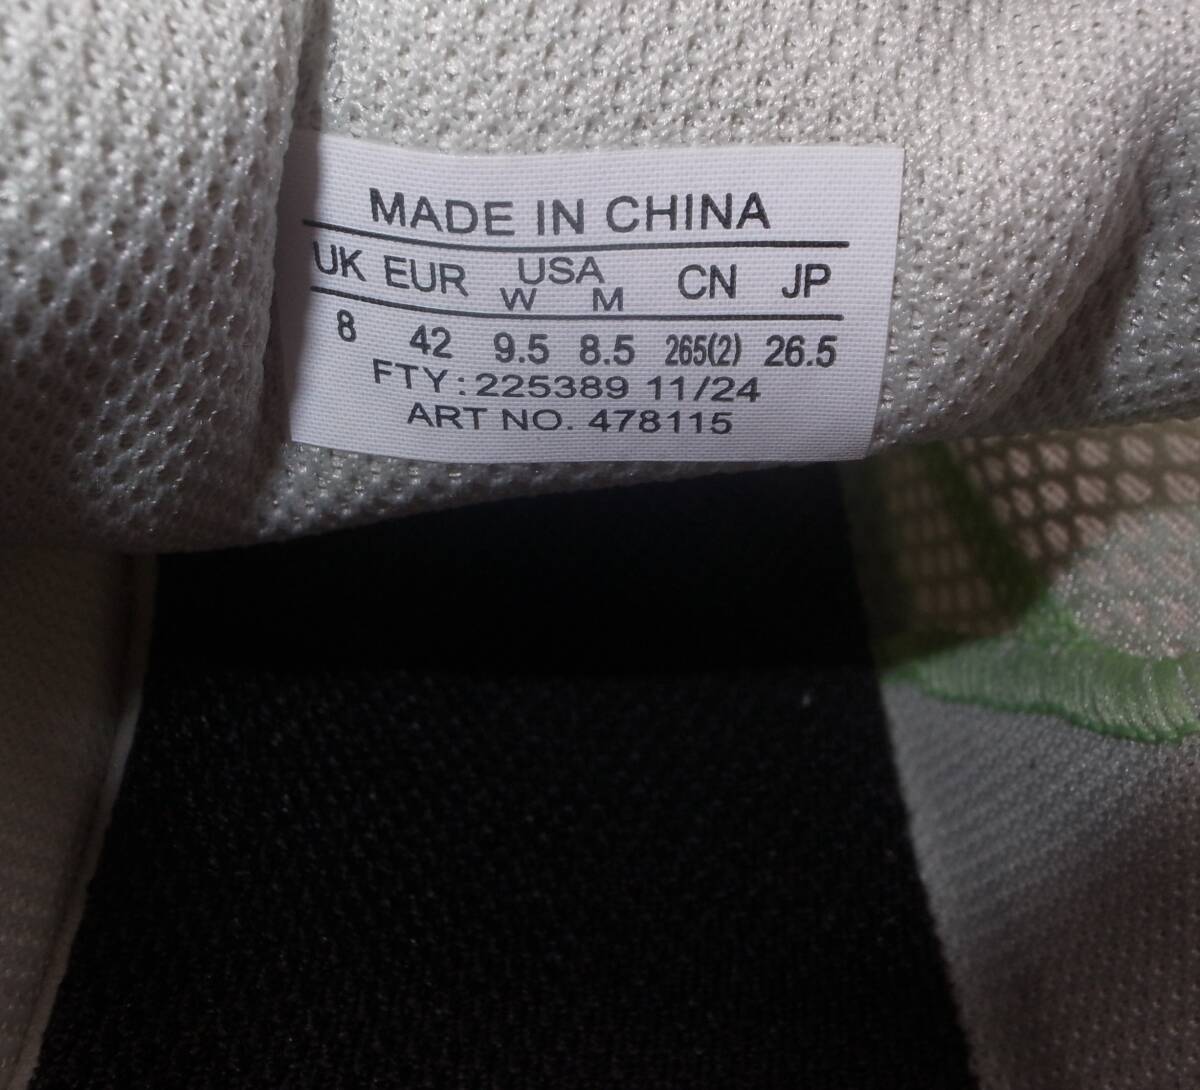 MADE IN CHINA
UK EUR USA CN JP
W M
8 42 9.5 8.5 265(2) 26.5
FTY: 225389 11/24
ART NO. 478115